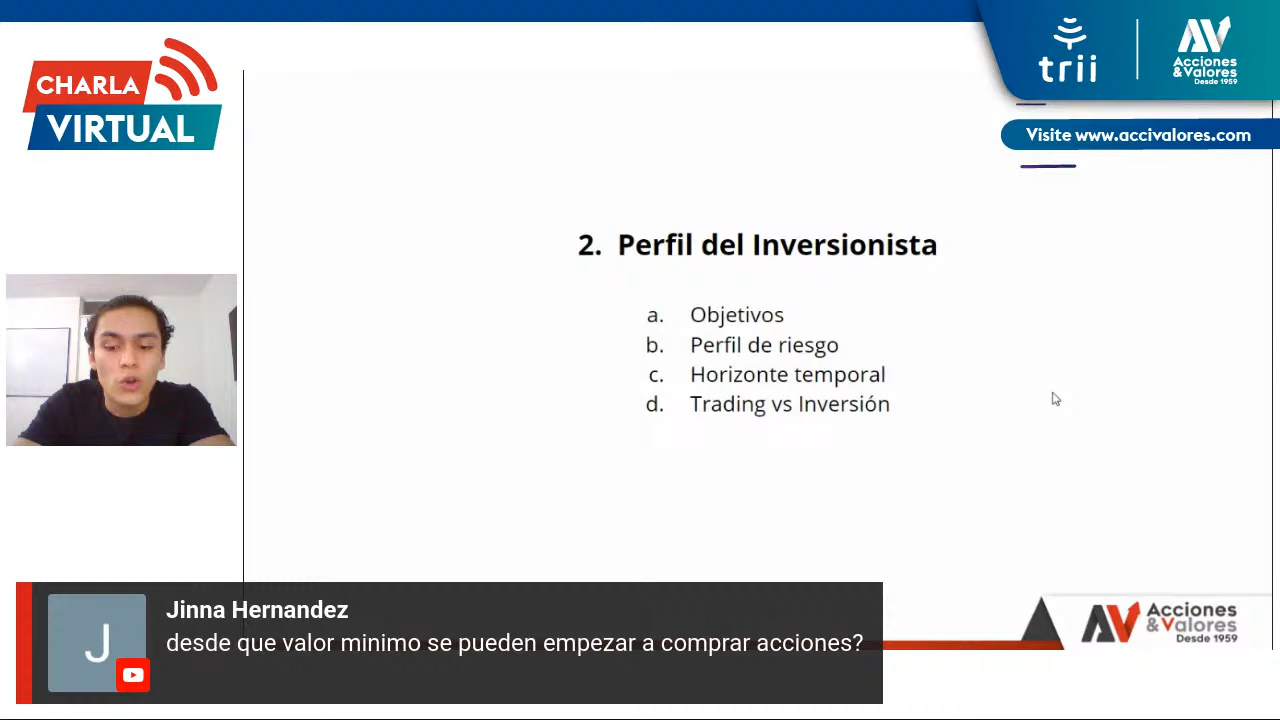 CHARLA
VIRTUAL
trii
AV
Acciones
&Valores
Desde 1959
Visite www.accivalores.com
2. Perfil del Inversionista
a. Objetivos
b. Perfil de riesgo
c. Horizonte temporal
d. Trading vs Inversión
J
Jinna Hernandez
desde que valor minimo se pueden empezar a comprar acciones?
AV
Acciones
&Valores
Desde 1959